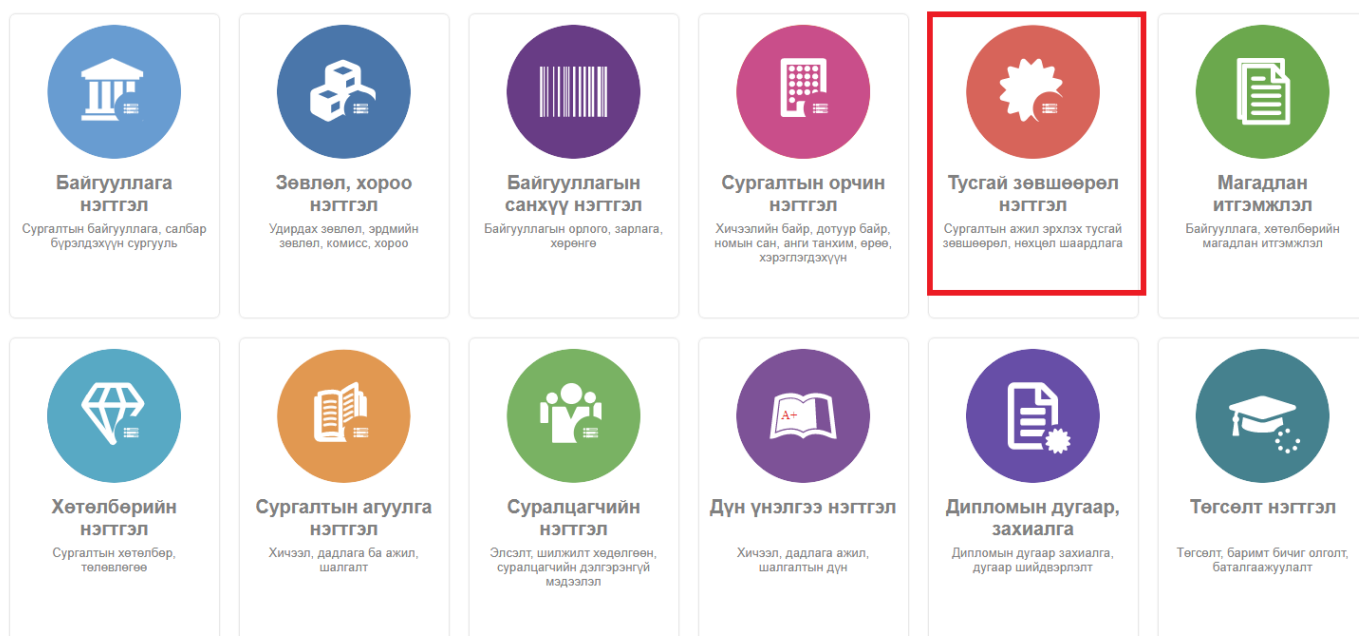 Байгууллага
нэгтгэл
Сургалтын байгууллага, салбар
бүрэлдэхүүн сургууль
Зөвлөл, хороо
нэгтгэл
Удирдах зөвлөл, эрдмийн
зөвлөл, комисс, хороо
Байгууллагын
санхүү нэгтгэл
Байгууллагын орлого, зарлага,
хөрөнгө
Сургалтын орчин
нэгтгэл
Хичээлийн байр, дотуур байр,
номын сан, анги танхим, өрөө,
хэрэглэгдэхүүн
Тусгай зөвшөөрөл
нэгтгэл
Сургалтын ажил эрхлэх тусгай
зөвшөөрөл, нөхцөл шаардлага
Магадлан
итгэмжлэл
Байгууллага, хөтөлбөрийн
магадлан итгэмжлэл
Хөтөлбөрийн
нэгтгэл
Сургалтын хөтөлбөр,
төлөвлөгөө
Сургалтын агуулга
нэгтгэл
Хичээл, дадлага ба ажил,
шалгалт
Суралцагчийн
нэгтгэл
Элсэлт, шилжилт хөдөлгөөн,
суралцагчийн дэлгэрэнгүй
мэдээлэл
A+
Дүн үнэлгээ нэгтгэл
Хичээл, дадлага ажил,
шалгалтын дүн
Дипломын дугаар,
захиалга
Дипломын дугаар захиалга,
дугаар шийдвэрлэлт
Төгсөлт нэгтгэл
Төгсөлт, баримт бичиг олголт,
баталгаажуулалт